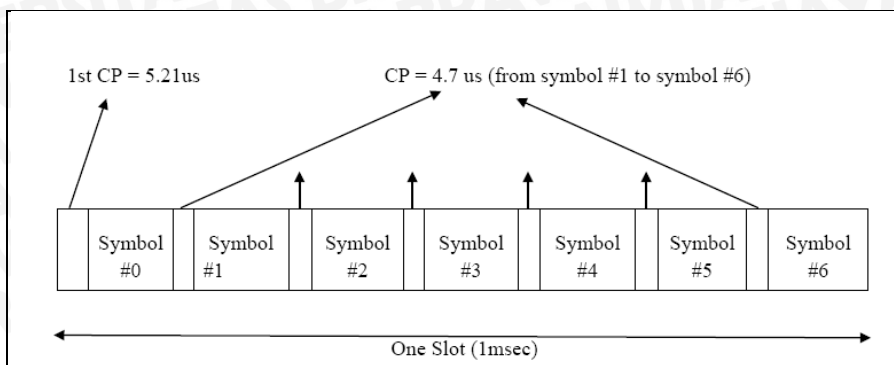 1st CP = 5.21us
CP = 4.7 us (from symbol #1 to symbol #6)
Symbol #0
Symbol #1
Symbol #2
Symbol #3
Symbol #4
Symbol #5
Symbol #6
One Slot (1msec)